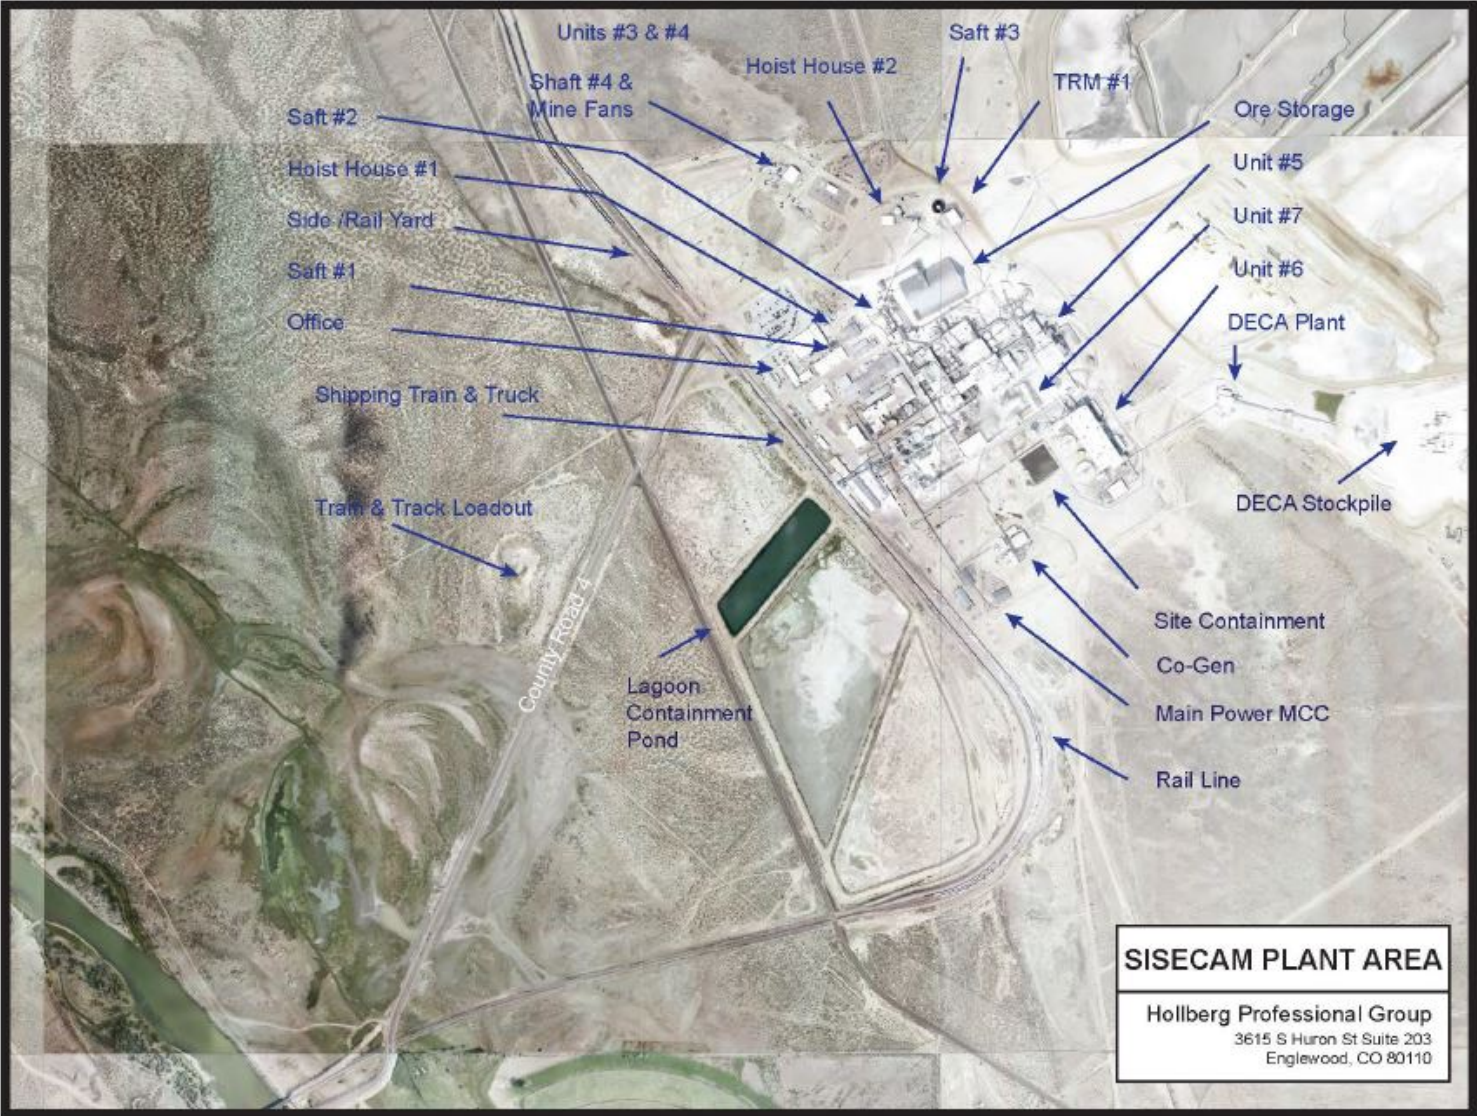 Units #3 & #4
Saft #3
Hoist House #2
Shaft #4 &
Mine Fans
TRM #1
Ore Storage
Saft #2
Unit #5
Hoist House #1
Unit #7
Side /Rail Yard
Unit #6
Saft #1
DECA Plant
Office
Shipping Train & Truck
DECA Stockpile
Train & Track Loadout
County Road 4
Site Containment
Co-Gen
Lagoon
Containment
Pond
Main Power MCC
Rail Line
SISECAM PLANT AREA
Hollberg Professional Group
3615 S Huron St Suite 203
Englewood, CO 80110